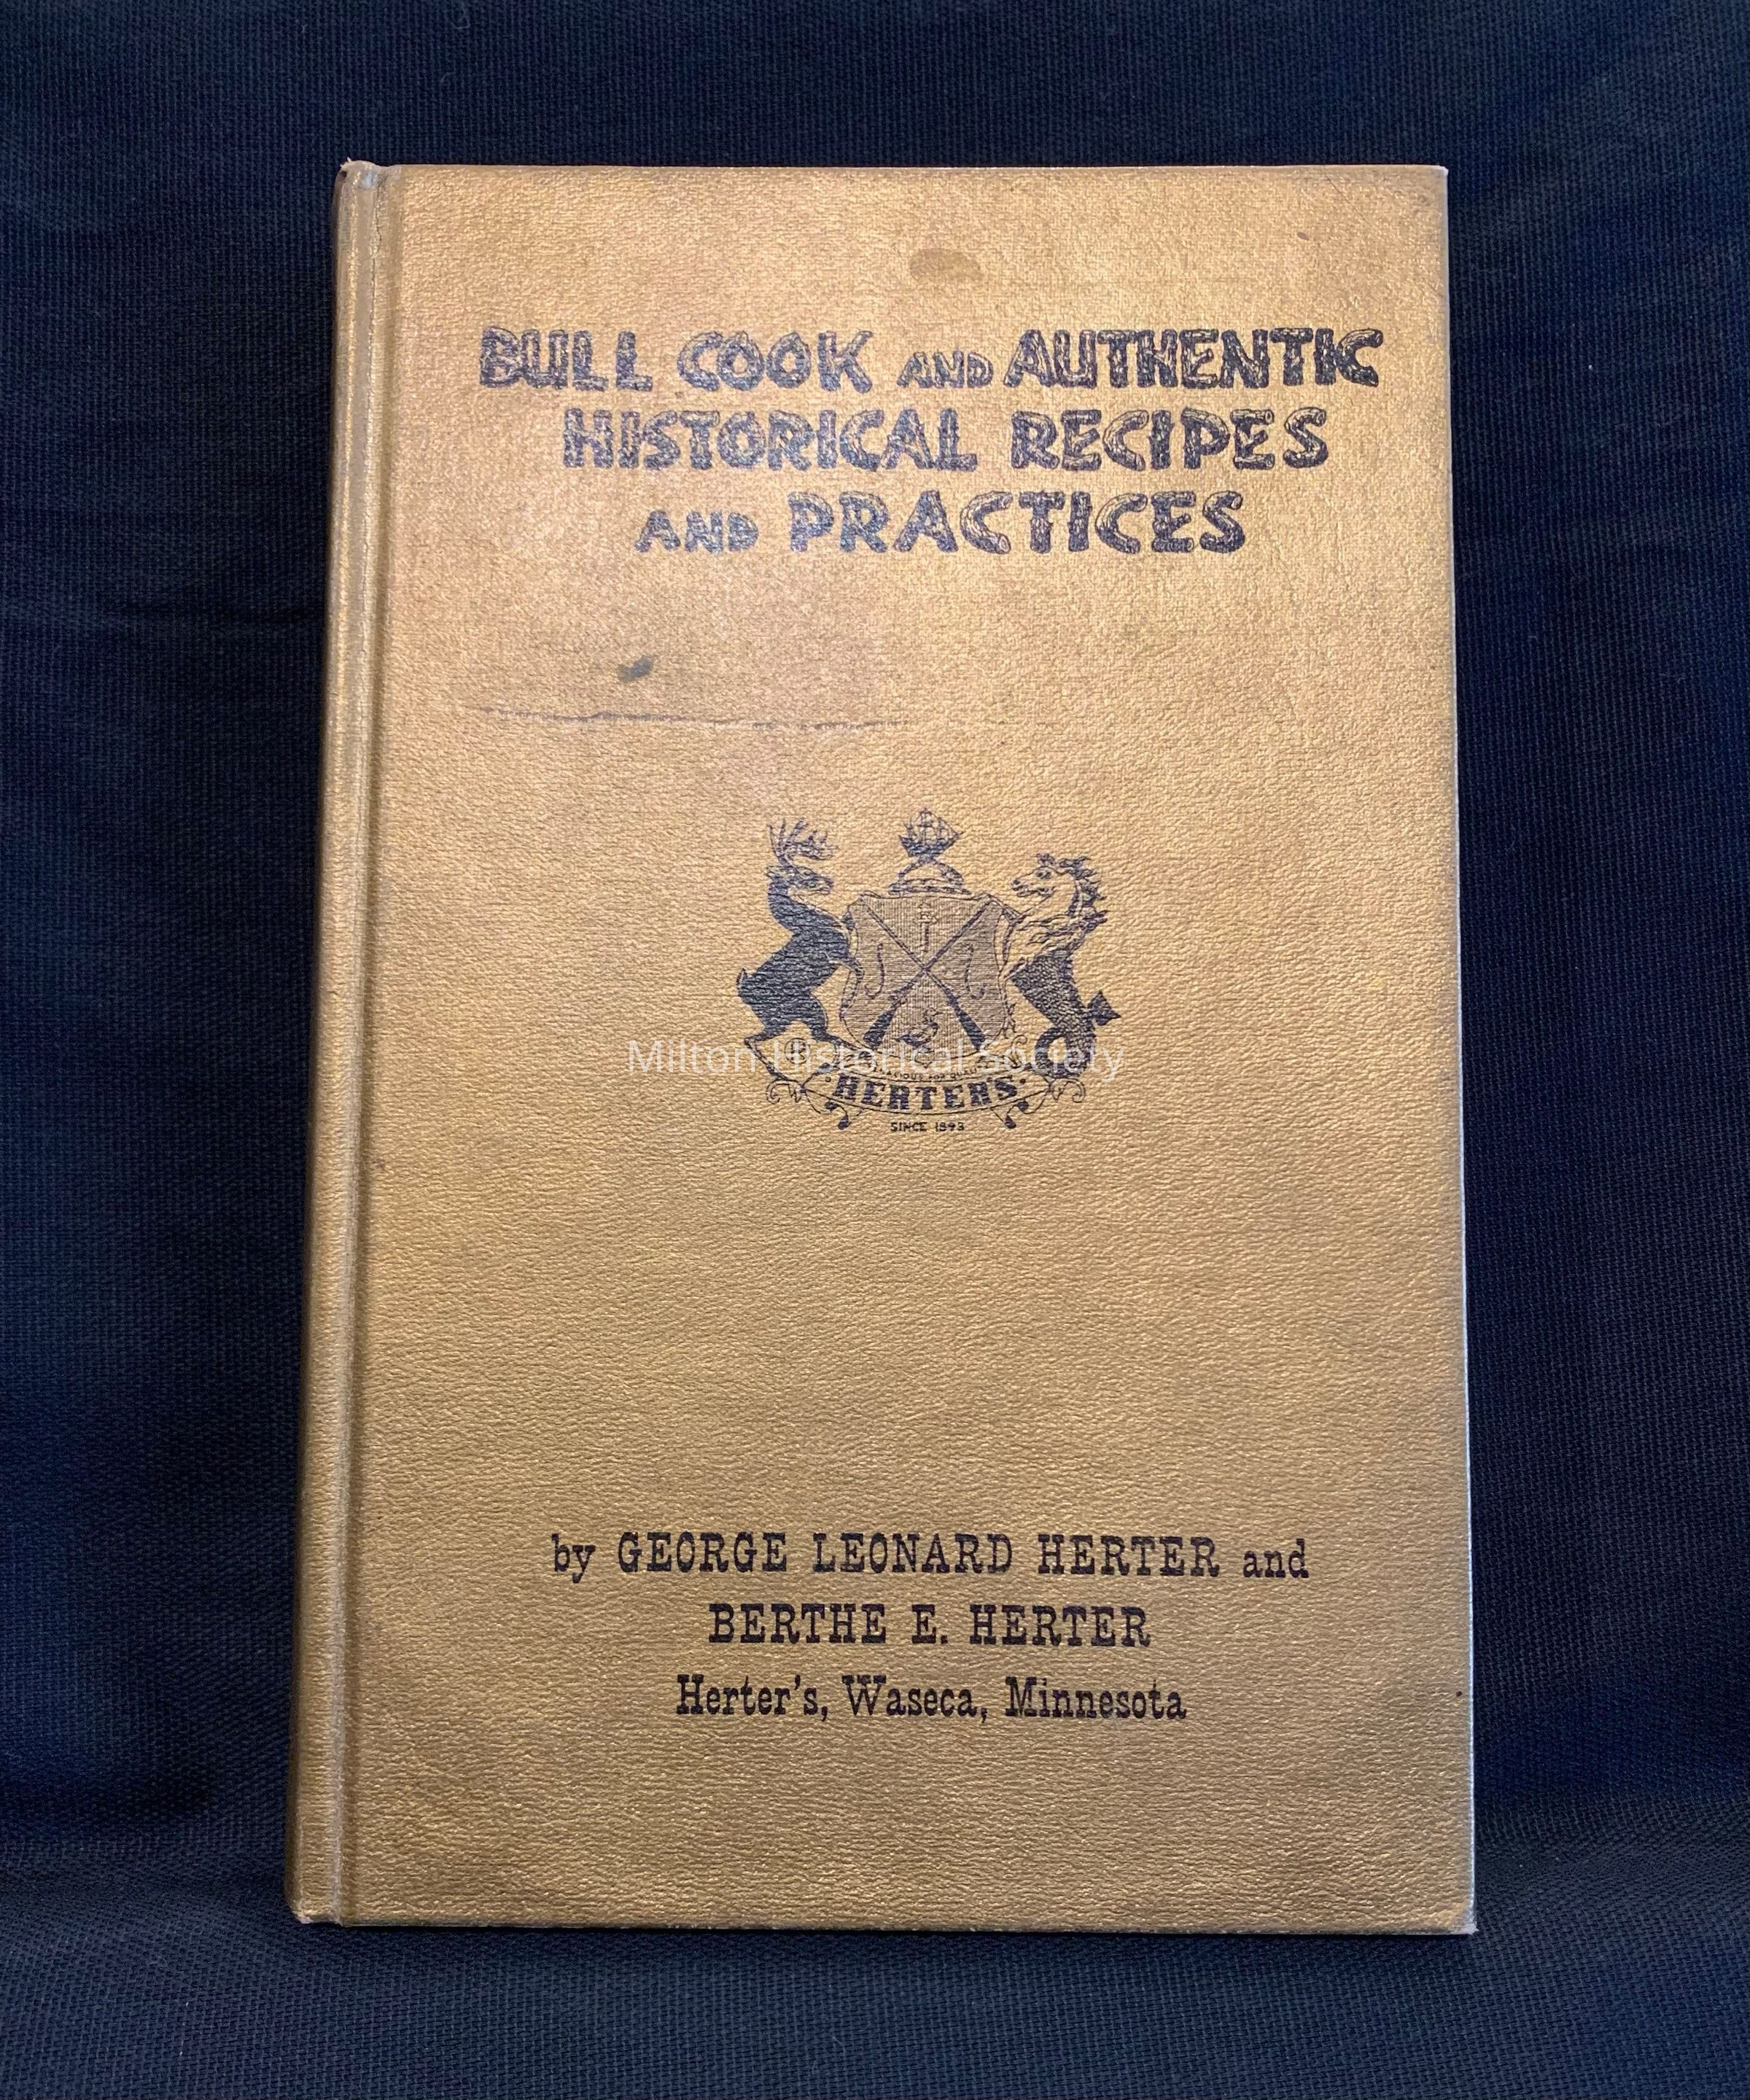 BULL COOK AND AUTHENTIC
HISTORICAL RECIPES
AND PRACTICES
Milton Historical Society
HERTER'S
SINCE 1893
by GEORGE LEONARD HERTER and
BERTHE E. HERTER
Herter's, Waseca, Minnesota